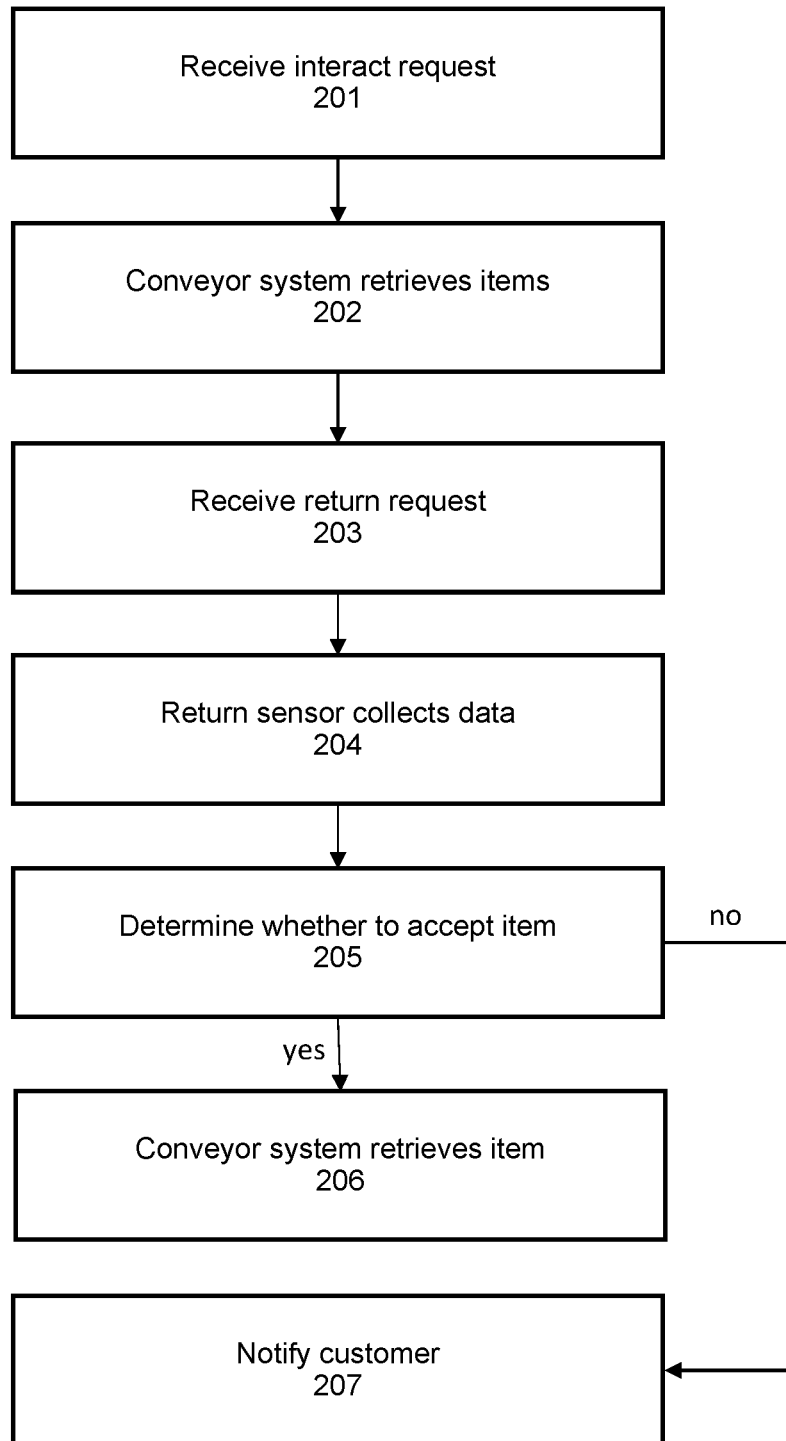 Receive interact request
201
Conveyor system retrieves items
202
Receive return request
203
Return sensor collects data
204
Determine whether to accept item
205
no
yes
Conveyor system retrieves item
206
Notify customer
207